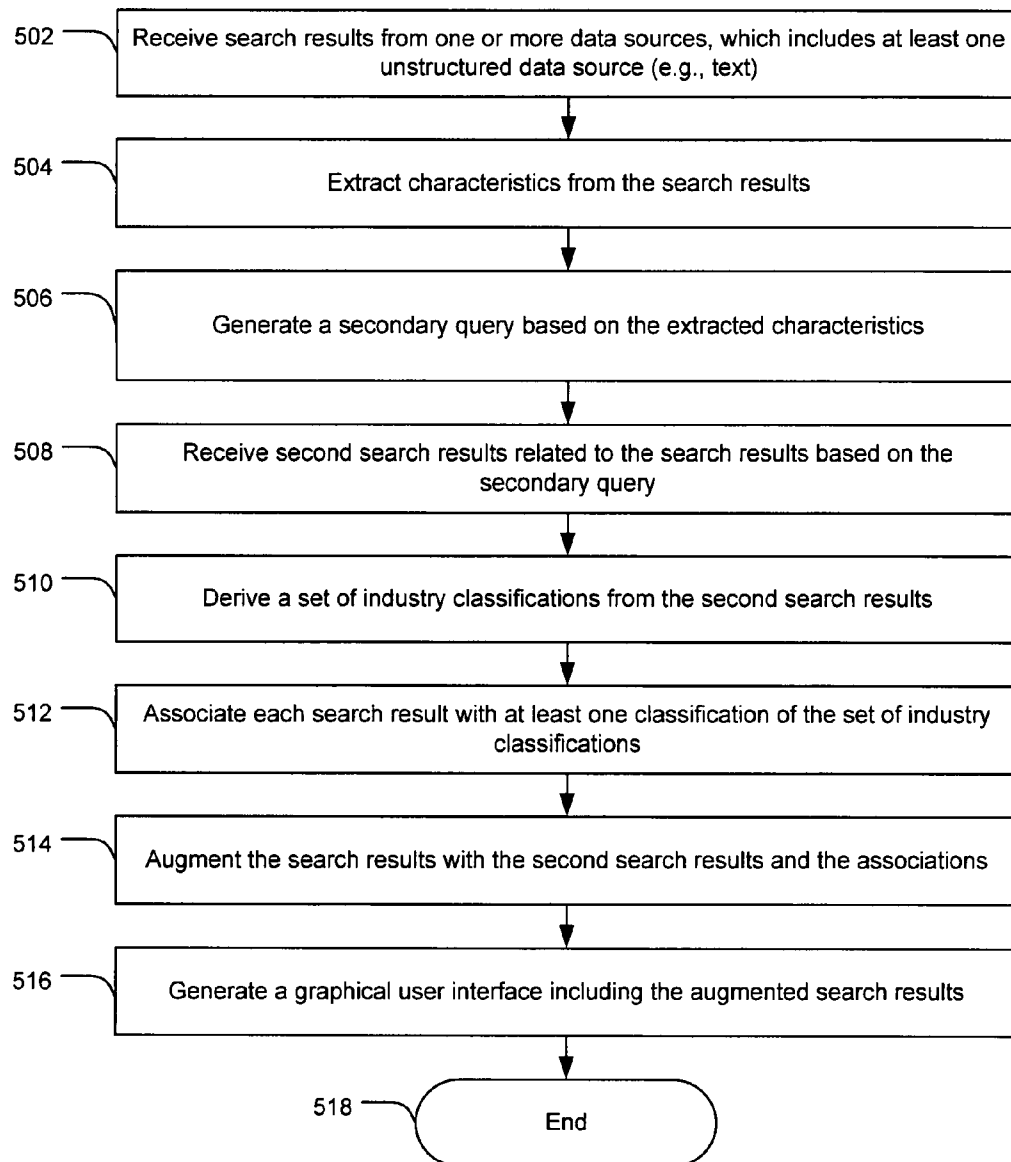 502
Receive search results from one or more data sources, which includes at least one
unstructured data source (e.g., text)
504
Extract characteristics from the search results
506
Generate a secondary query based on the extracted characteristics
508
Receive second search results related to the search results based on the
secondary query
510
Derive a set of industry classifications from the second search results
512
Associate each search result with at least one classification of the set of industry
classifications
514
Augment the search results with the second search results and the associations
516
Generate a graphical user interface including the augmented search results
518
End